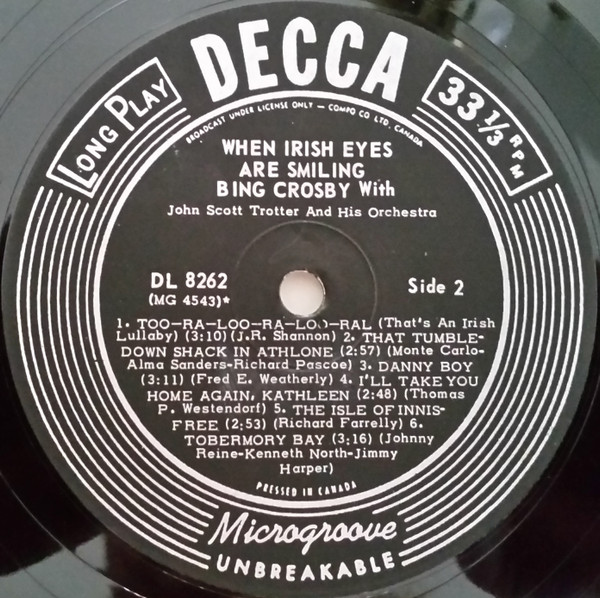 DECCA
LONG PLAY
33 1/3 RPM
BROADCAST UNDER LICENSE ONLY — COMPO CO LTD. CANADA
WHEN IRISH EYES
ARE SMILING
BING CROSBY With
John Scott Trotter And His Orchestra
DL 8262
(MG 4543)*
Side 2
1. TOO—RA—LOO—RA—LOO—RAL (That's An Irish
Lullaby) (3:10) (J.R. Shannon) 2. THAT TUMBLE-
DOWN SHACK IN ATHLONE (2:57) (Monte Carlo-
Alma Sanders-Richard Pascoe) 3. DANNY BOY
(3:11) (Fred E. Weatherly) 4. I'LL TAKE YOU
HOME AGAIN, KATHLEEN (2:48) (Thomas
P. Westendorf) 5. THE ISLE OF INNIS-
FREE (2:53) (Richard Farrelly) 6.
TOBERMORY BAY (3:16) (Johnny
Reine-Kenneth North-Jimmy
Harper)
PRESSED IN CANADA
Microgroove
UNBREAKABLE